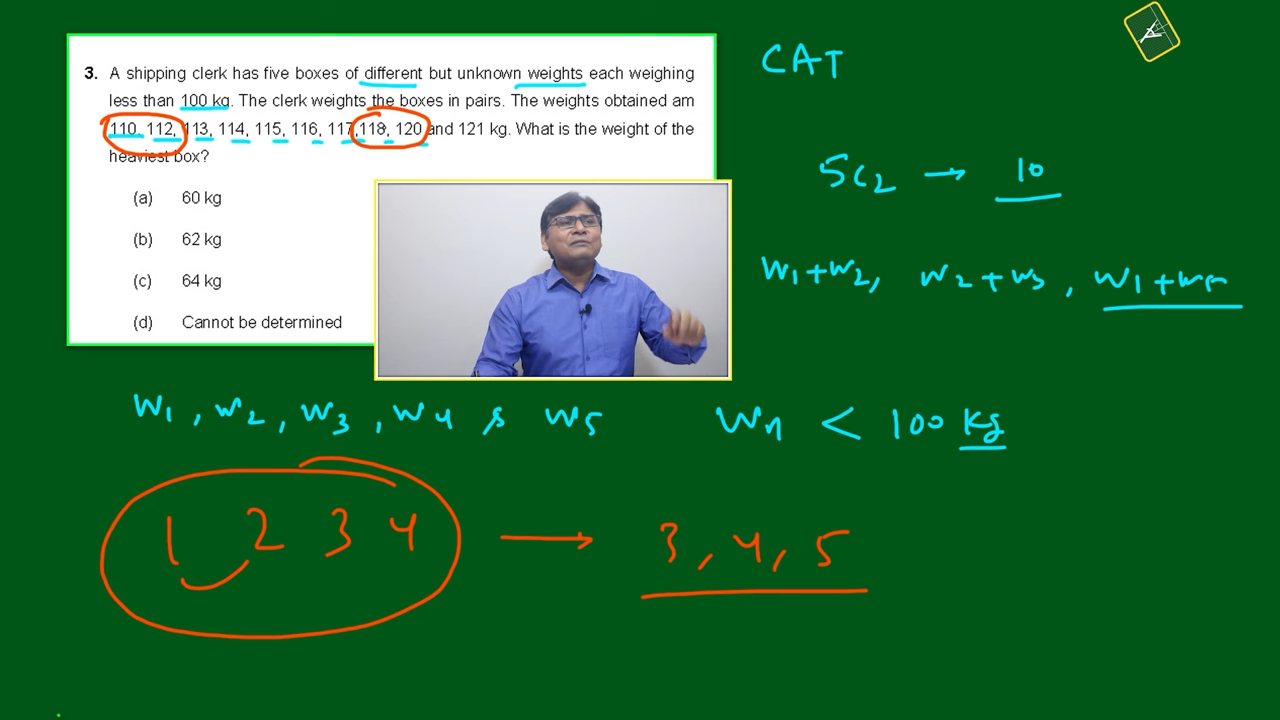 3. A shipping clerk has five boxes of different but unknown weights each weighing
less than 100 kg. The clerk weights the boxes in pairs. The weights obtained am
110, 112, 113, 114, 115, 116, 117,118, 120 and 121 kg. What is the weight of the
heaviest box?
(a) 60 kg
(b) 62 kg
(c) 64 kg
(d) Cannot be determined
CAT
5C2 → 10
W1+W2, W2+W3, W1+
W1, W2, W3, W4 & W5
Wn < 100 kg
1 2 3 4 → 3, 4, 5